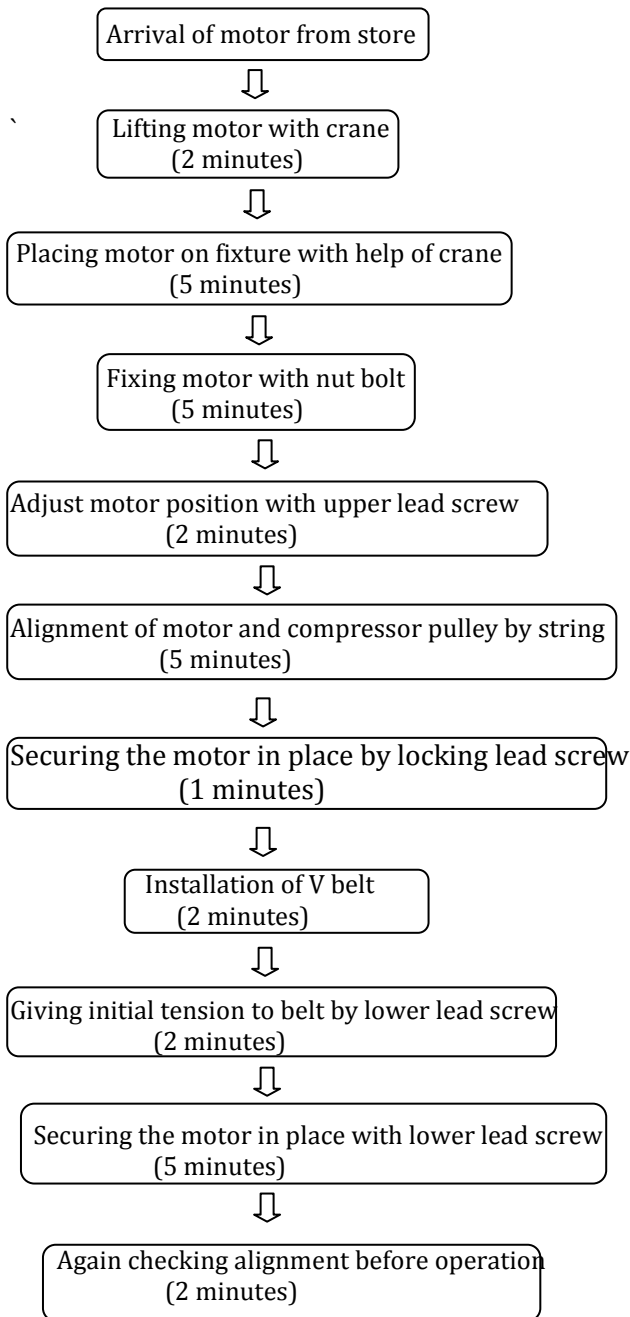 Arrival of motor from store
`
Lifting motor with crane
(2 minutes)
Placing motor on fixture with help of crane
(5 minutes)
Fixing motor with nut bolt
(5 minutes)
Adjust motor position with upper lead screw
(2 minutes)
Alignment of motor and compressor pulley by string
(5 minutes)
Securing the motor in place by locking lead screw
(1 minutes)
Installation of V belt
(2 minutes)
Giving initial tension to belt by lower lead screw
(2 minutes)
Securing the motor in place with lower lead screw
(5 minutes)
Again checking alignment before operation
(2 minutes)